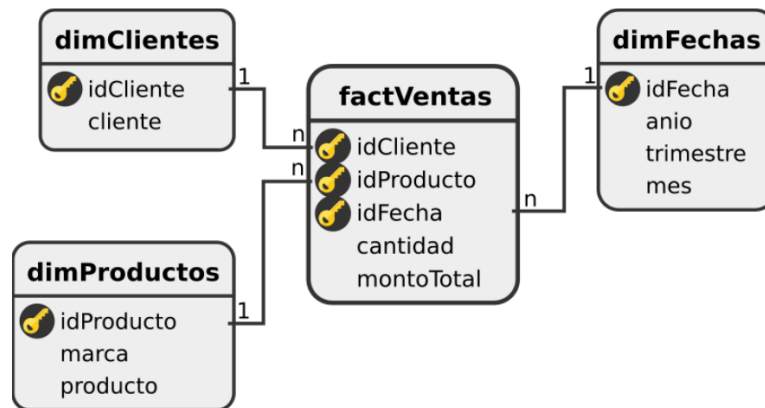 dimClientes
idCliente
cliente
1
n
dimProductos
idProducto
marca
producto
1
n
factVentas
idCliente
idProducto
idFecha
cantidad
montoTotal
n
1
dimFechas
idFecha
anio
trimestre
mes